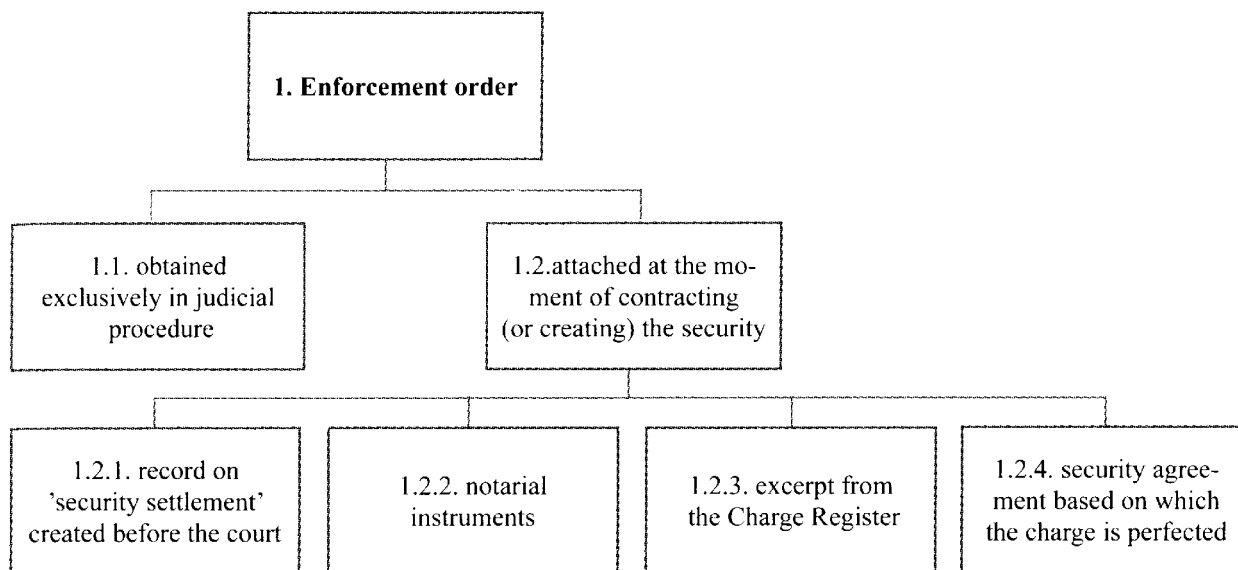 1. Enforcement order
1.1. obtained
exclusively in judicial
procedure
1.2.attached at the mo-
ment of contracting
(or creating) the security
1.2.1. record on
’security settlement’
created before the court
1.2.2. notarial
instruments
1.2.3. excerpt from
the Charge Register
1.2.4. security agree-
ment based on which
the charge is perfected